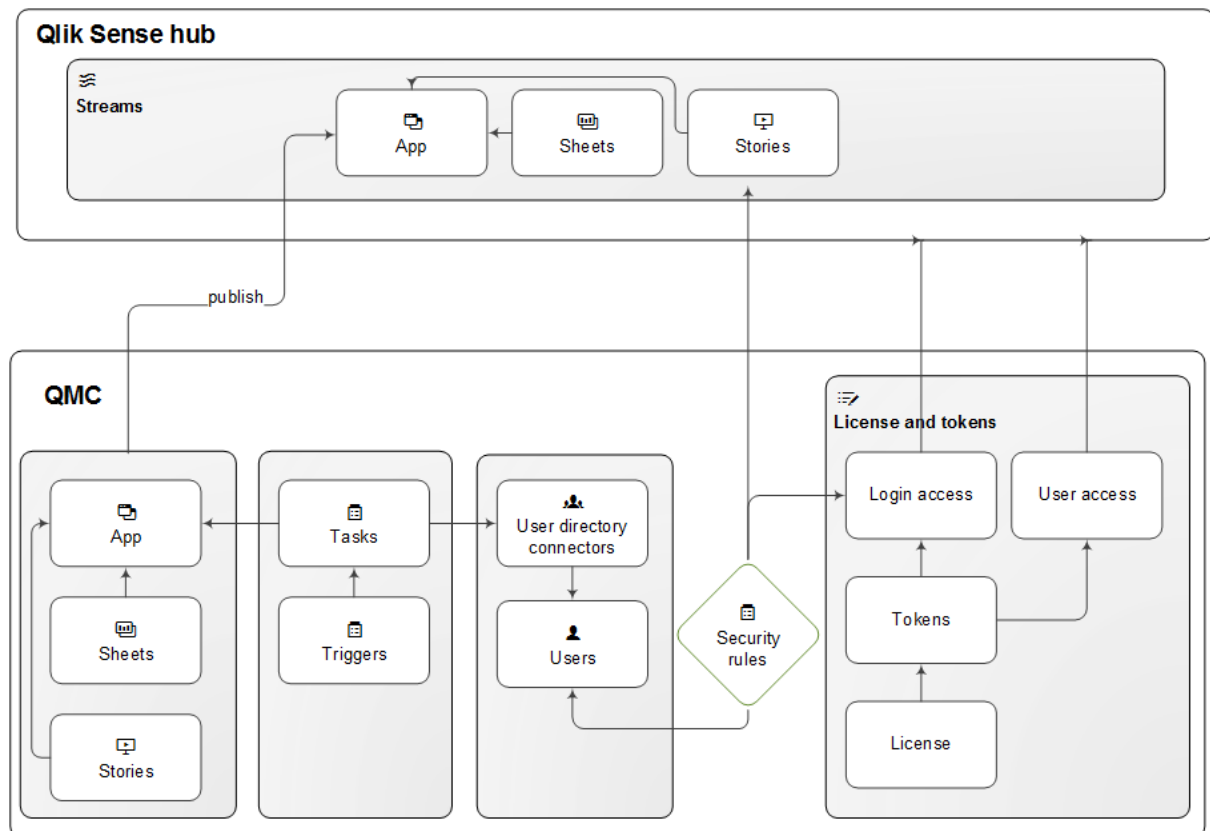 Qlik Sense hub
Streams
App
Sheets
Stories
publish
QMC
License and tokens
Login access
User access
App
Tasks
User directory
connectors
Sheets
Triggers
Users
Security
rules
Tokens
Stories
License